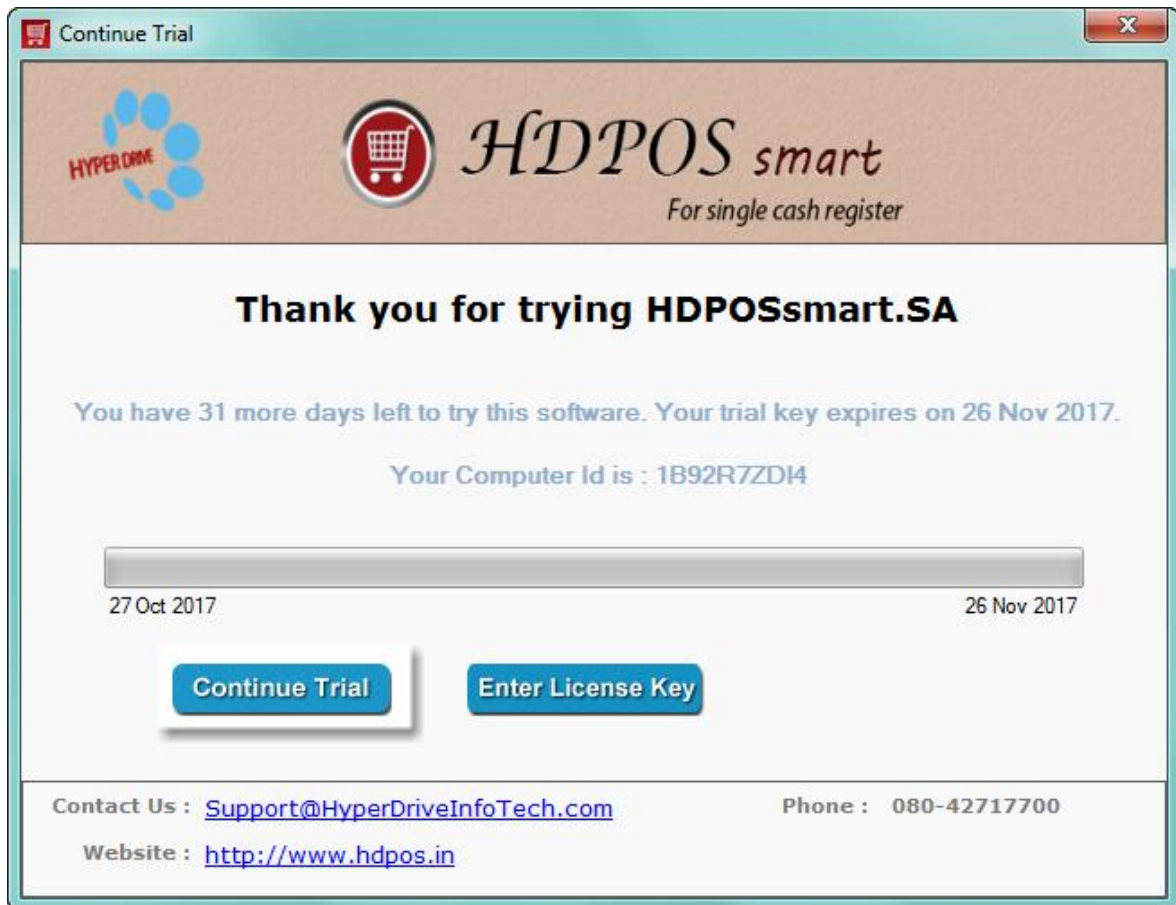 Continue Trial
HYPER DRIVE
HDPOS smart
For single cash register
Thank you for trying HDPOSsmart.SA
You have 31 more days left to try this software. Your trial key expires on 26 Nov 2017.
Your Computer Id is : 1B92R7ZDI4
27 Oct 2017 26 Nov 2017
Continue Trial Enter License Key
Contact Us : Support@HyperDriveInfoTech.com Phone : 080-42717700
Website : http://www.hdpos.in